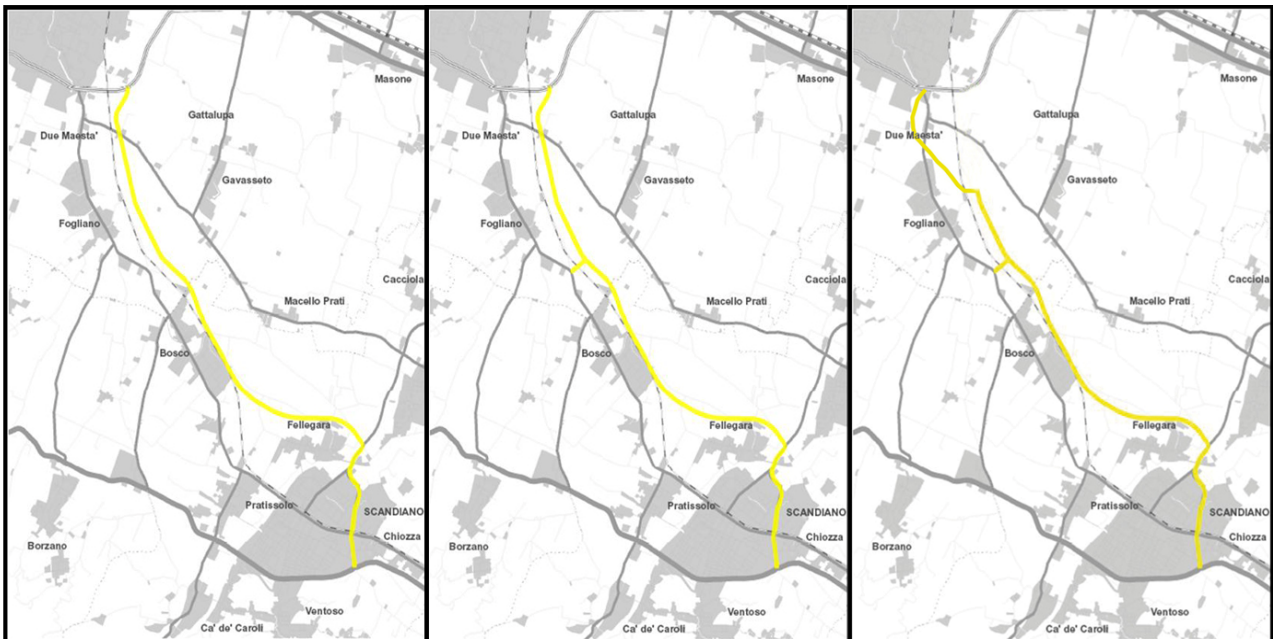 Masone
Gattalupa
Due Maesta'
Gavasseto
Fogliano
Cacciola
Macello Prati
Bosco
Fellegara
Pratissolo
SCANDIANO
Chiozza
Borzano
Ventoso
Ca' de' Caroli
Masone
Gattalupa
Gavasseto
Fogliano
Cacciola
Macello Prati
Bosco
Fellegara
Pratissolo
SCANDIANO
Chiozza
Borzano
Ventoso
Ca' de' Caroli
Masone
Gattalupa
Due Maesta'
Gavasseto
Fogliano
Cacciola
Macello Prati
Bosco
Fellegara
Pratissolo
SCANDIANO
Chiozza
Borzano
Ventoso
Ca' de' Caroli